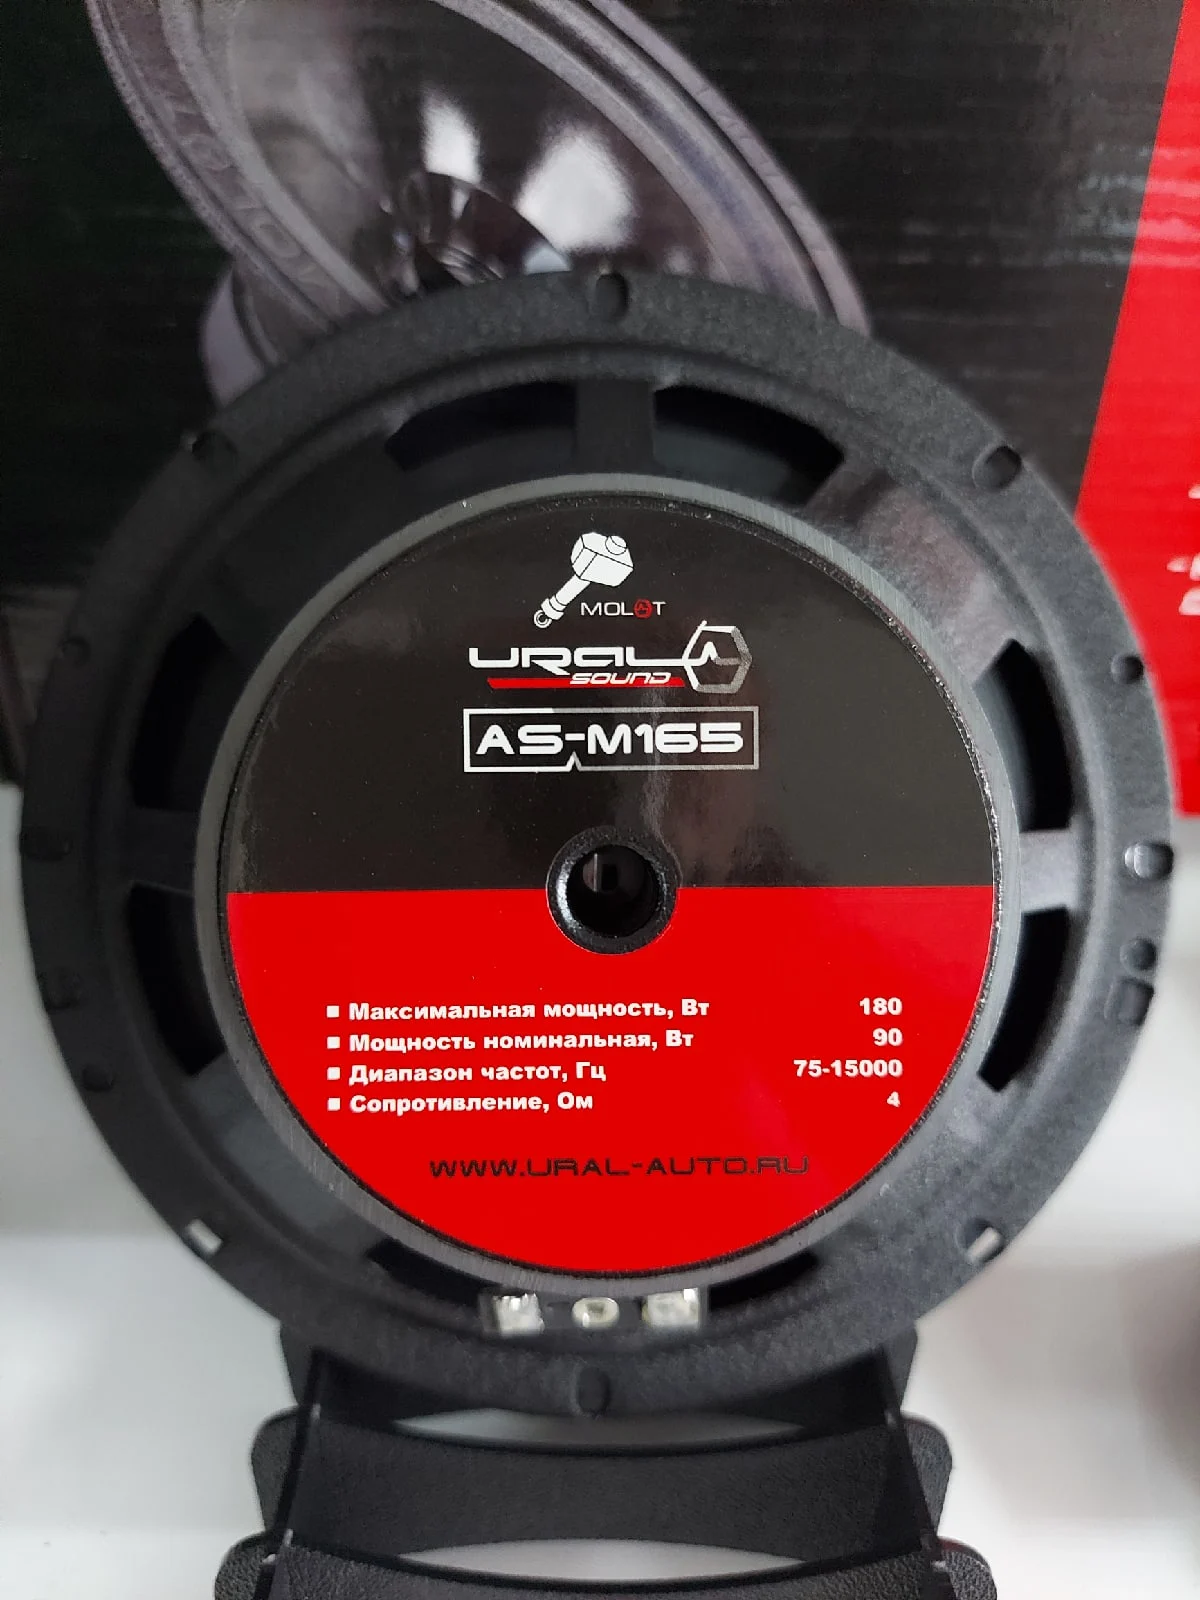 MOLOT
URAL
SOUND
AS-M165
Максимальная мощность, Вт 180
Мощность номинальная, Вт 90
Диапазон частот, Гц 75-15000
Сопротивление, Ом 4
WWW.URAL-AUTO.RU